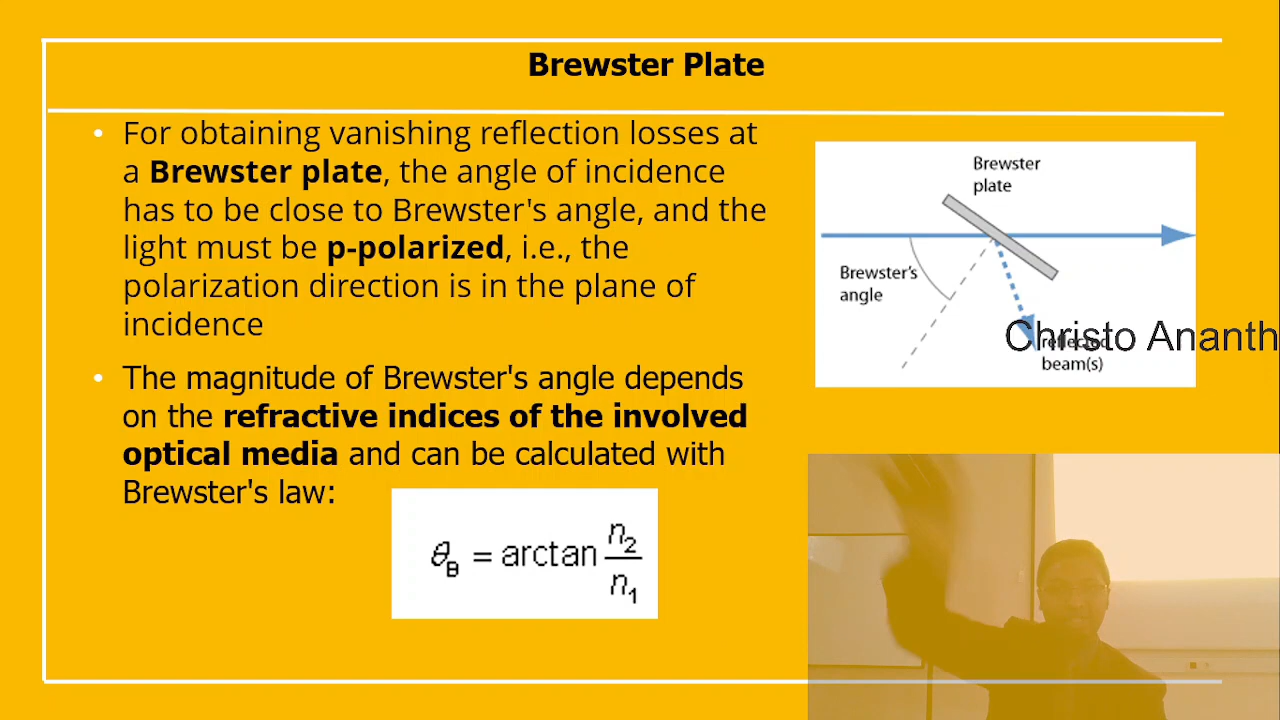 Brewster Plate
• For obtaining vanishing reflection losses at
a Brewster plate, the angle of incidence
has to be close to Brewster's angle, and the
light must be p-polarized, i.e., the
polarization direction is in the plane of
incidence
• The magnitude of Brewster's angle depends
on the refractive indices of the involved
optical media and can be calculated with
Brewster's law:
θB = arctan n2/n1
Brewster
plate
Brewster's
angle
Christo Ananth
reflected
beam(s)